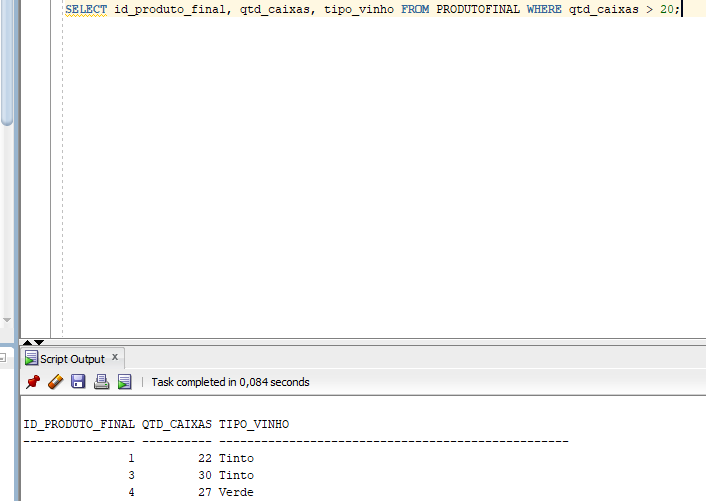 SELECT id_produto_final, qtd_caixas, tipo_vinho FROM PRODUTOFINAL WHERE qtd_caixas > 20;
Script Output x
Task completed in 0,084 seconds
ID_PRODUTO_FINAL QTD_CAIXAS TIPO_VINHO
---------------- ---------- --------------------------------------------------
1 22 Tinto
3 30 Tinto
4 27 Verde